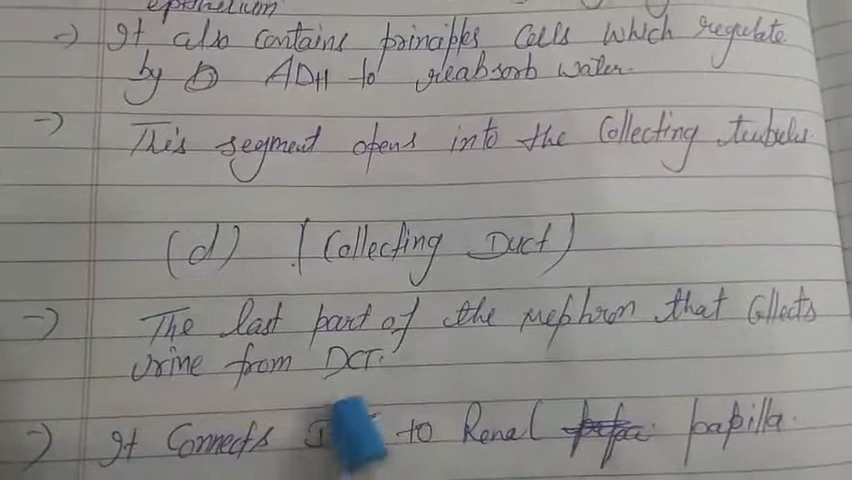 epithelium
=) It also contains principles Cells which regulate
by ADH to reabsorb water.
=) This segment opens into the Collecting tubules.
(d) (Collecting Duct)
=) The last part of the nephron that Collects
urine from DCT.
=) It Connects to Renal papilla.